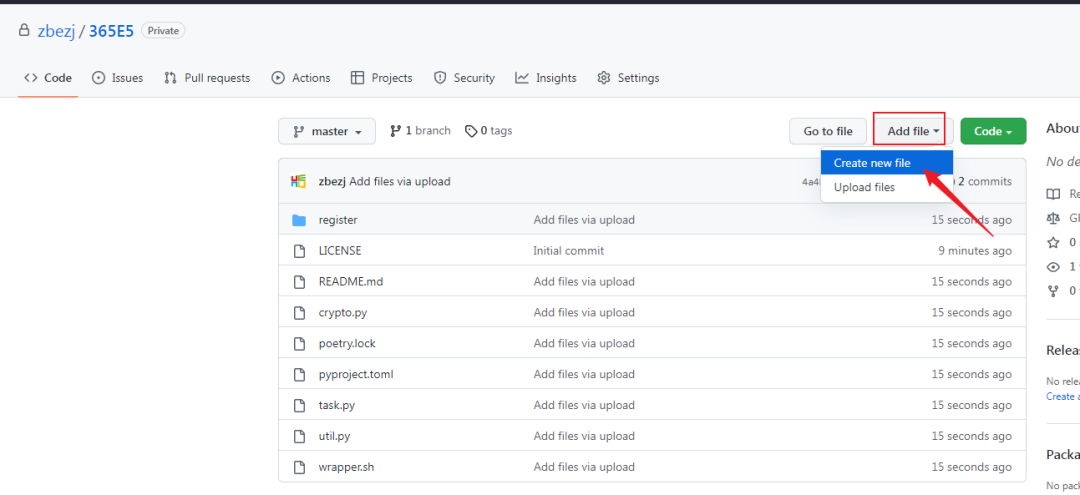 zbezj / 365E5 Private
Code Issues Pull requests Actions Projects Security Insights Settings
master 1 branch 0 tags Go to file Add file Code
Create new file
Upload files
zbezj Add files via upload 2 commits
register Add files via upload 15 seconds ago
LICENSE Initial commit 9 minutes ago
README.md Add files via upload 15 seconds ago
crypto.py Add files via upload 15 seconds ago
poetry.lock Add files via upload 15 seconds ago
pyproject.toml Add files via upload 15 seconds ago
task.py Add files via upload 15 seconds ago
util.py Add files via upload 15 seconds ago
wrapper.sh Add files via upload 15 seconds ago
Abou
No de
Re
GP
0
1
0
Relea
No relea
Create a
Packa
No pack